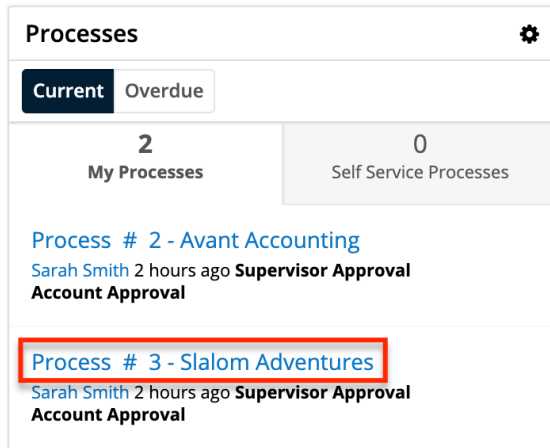 Processes
Current Overdue
2 0
My Processes Self Service Processes
Process # 2 - Avant Accounting
Sarah Smith 2 hours ago Supervisor Approval
Account Approval
Process # 3 - Slalom Adventures
Sarah Smith 2 hours ago Supervisor Approval
Account Approval